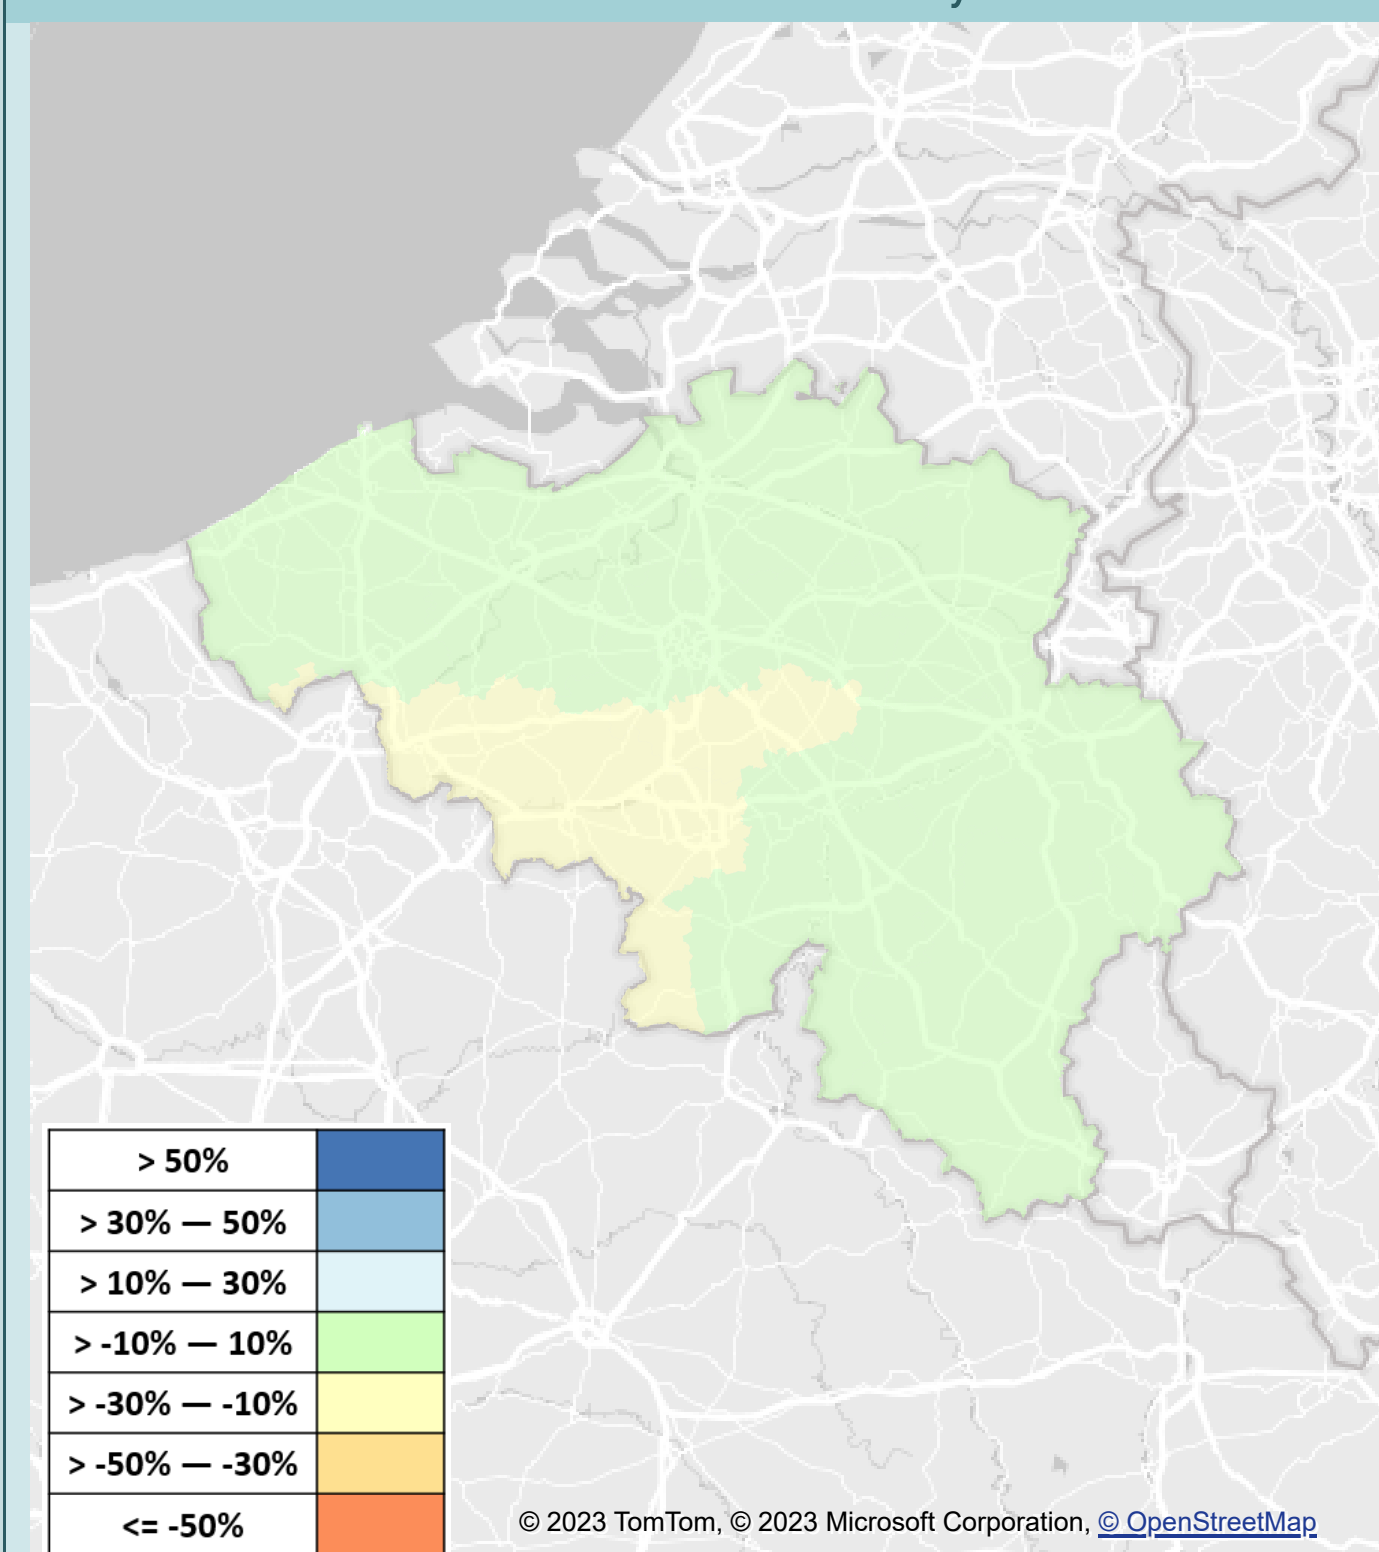 > 50%
> 30% — 50%
> 10% — 30%
> -10% — 10%
> -30% — -10%
> -50% — -30%
<= -50%
© 2023 TomTom, © 2023 Microsoft Corporation, © OpenStreetMap